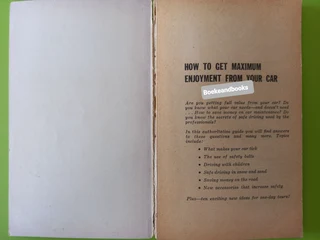 HOW TO GET MAXIMUM
ENJOYMENT FROM YOUR CAR
Booksandbooks
Are you getting full value from your car? Do
you know what your car needs—and doesn't need
. . . How to save money on car maintenance? Do
you know the secrets of safe driving used by the
professionals?
In this authoritative guide you will find answers
to these questions and many more. Topics
include:
• What makes your car tick
• The use of safety belts
• Driving with children
• Safe driving in snow and sand
• Saving money on the road
• New accessories that increase safety
Plus—ten exciting new ideas for one-day tours!